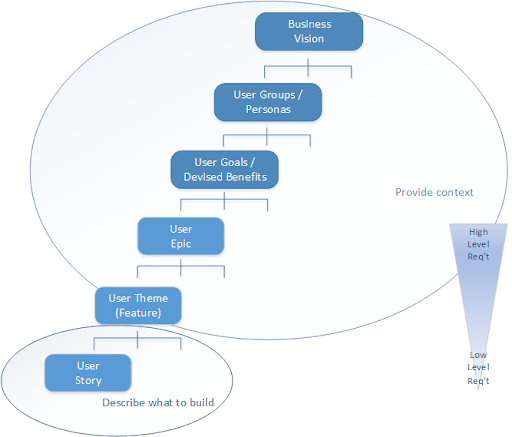 Business
Vision
User Groups /
Personas
User Goals /
Devised Benefits
Provide context
User
Epic
High
Level
Req't
User Theme
(Feature)
User
Story
Low
Level
Req't
Describe what to build